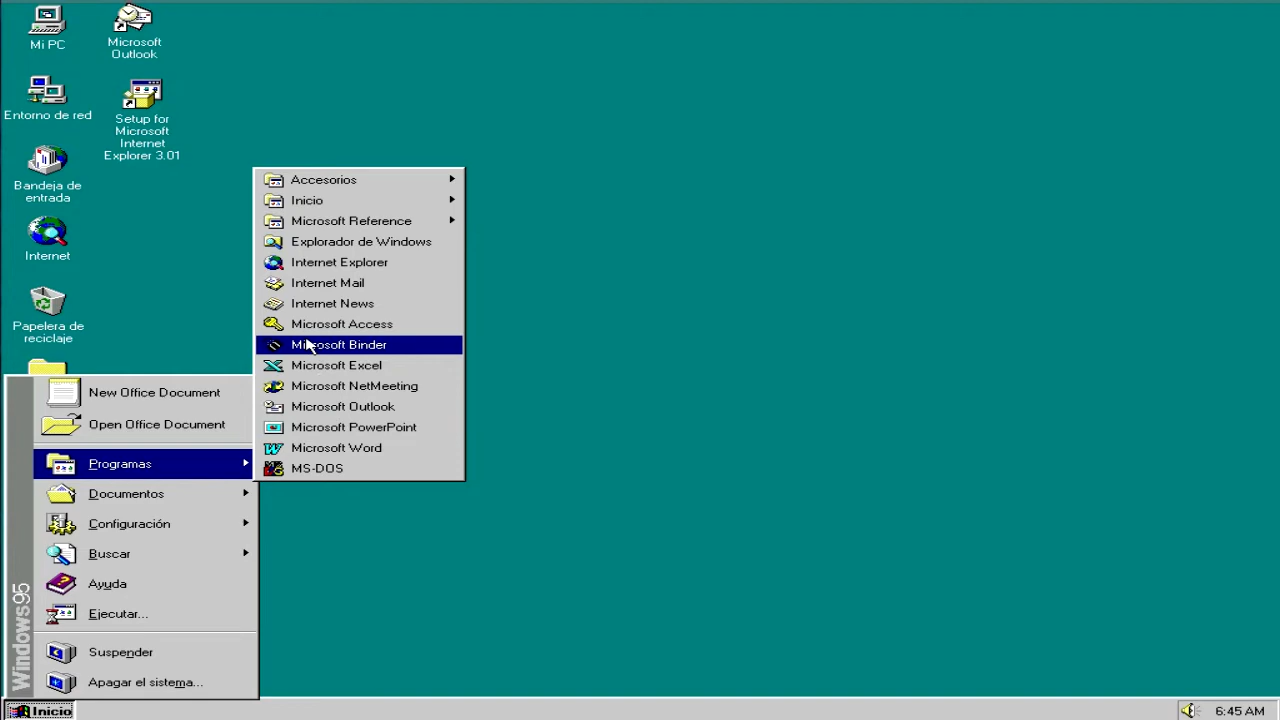 Mi PC
Microsoft
Outlook
Entorno de red
Setup for
Microsoft
Internet
Explorer 3.01
Bandeja de
entrada
Internet
Papelera de
reciclaje
Accesorios
Inicio
Microsoft Reference
Explorador de Windows
Internet Explorer
Internet Mail
Internet News
Microsoft Access
Microsoft Binder
Microsoft Excel
Microsoft NetMeeting
Microsoft Outlook
Microsoft PowerPoint
Microsoft Word
MS-DOS
New Office Document
Open Office Document
Programas
Documentos
Configuración
Buscar
Ayuda
Ejecutar...
Suspender
Apagar el sistema...
Windows95
Inicio
6:45 AM